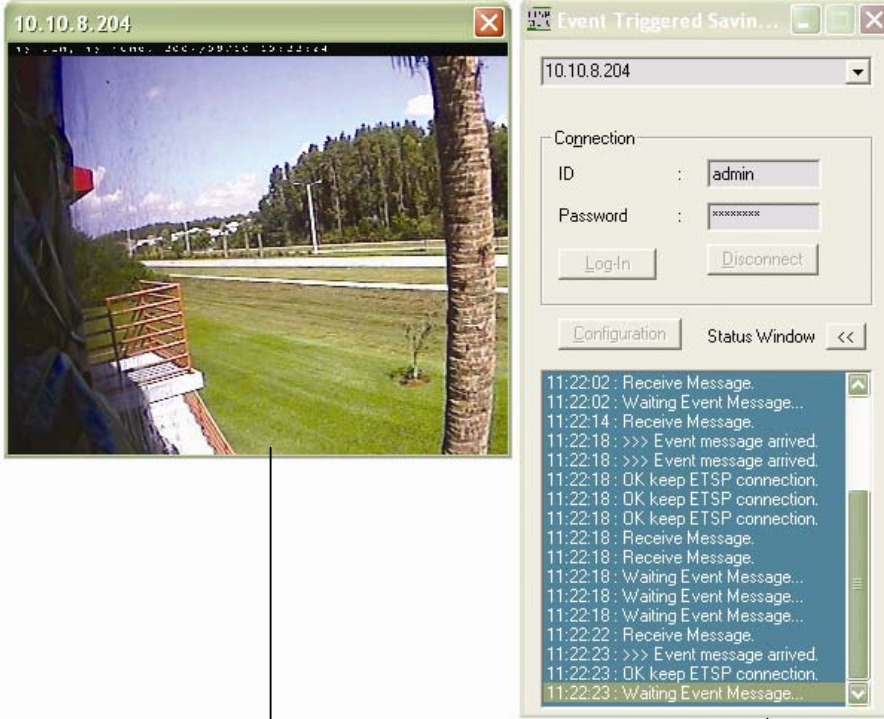 10.10.8.204
Event Triggered Savin...
10.10.8.204
Connection
ID :
admin
Password :
××××××××
Log-In
Disconnect
Configuration
Status Window
<<
11:22:02 : Receive Message.
11:22:02 : Waiting Event Message...
11:22:14 : Receive Message.
11:22:18 : >>> Event message arrived.
11:22:18 : >>> Event message arrived.
11:22:18 : OK keep ETSP connection.
11:22:18 : OK keep ETSP connection.
11:22:18 : OK keep ETSP connection.
11:22:18 : Receive Message.
11:22:18 : Receive Message.
11:22:18 : Waiting Event Message...
11:22:18 : Waiting Event Message...
11:22:18 : Waiting Event Message...
11:22:22 : Receive Message.
11:22:23 : >>> Event message arrived.
11:22:23 : OK keep ETSP connection.
11:22:23 : Waiting Event Message...